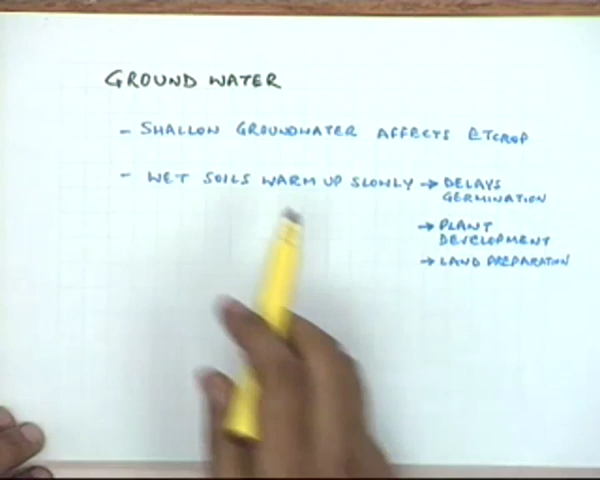 GROUND WATER
- SHALLOW GROUNDWATER AFFECTS ETCROP
- WET SOILS WARM UP SLOWLY → DELAYS
GERMINATION
→ PLANT
DEVELOPMENT
→ LAND PREPARATION